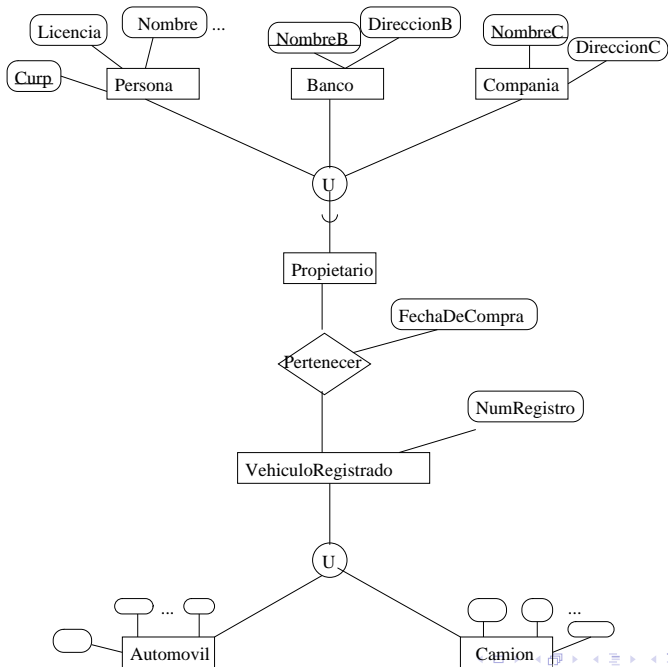 Licencia
Nombre ...
DireccionB
NombreB
NombreC
DireccionC
Curp
Persona
Banco
Compania
U
Propietario
FechaDeCompra
Pertenecer
NumRegistro
VehiculoRegistrado
U
...
...
Automovil
Camion